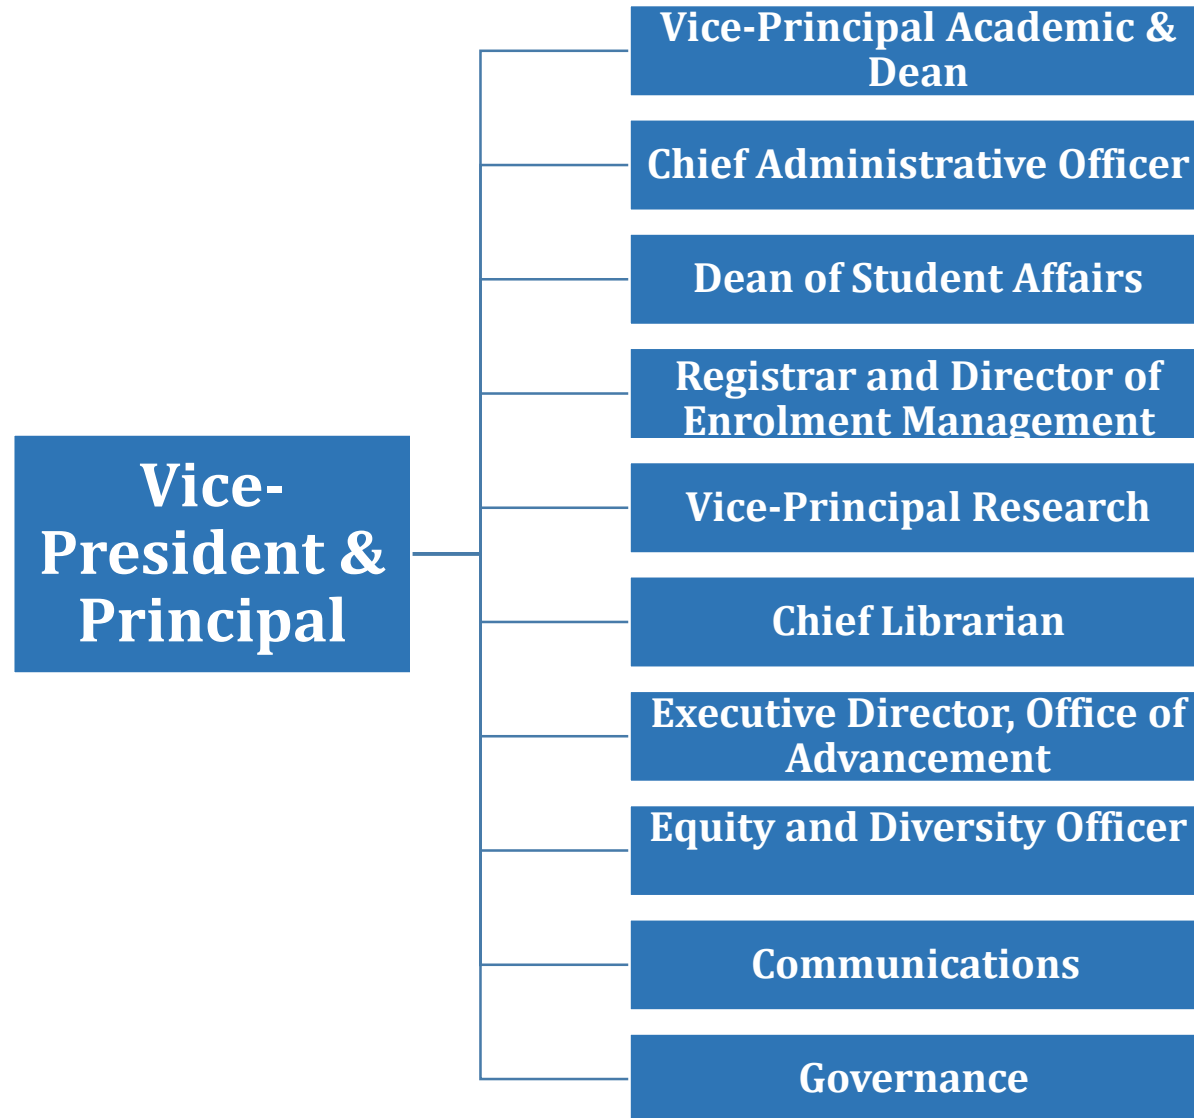 Vice-Principal Academic &
Dean
Chief Administrative Officer
Dean of Student Affairs
Registrar and Director of
Enrolment Management
Vice-
President &
Principal
Vice-Principal Research
Chief Librarian
Executive Director, Office of
Advancement
Equity and Diversity Officer
Communications
Governance